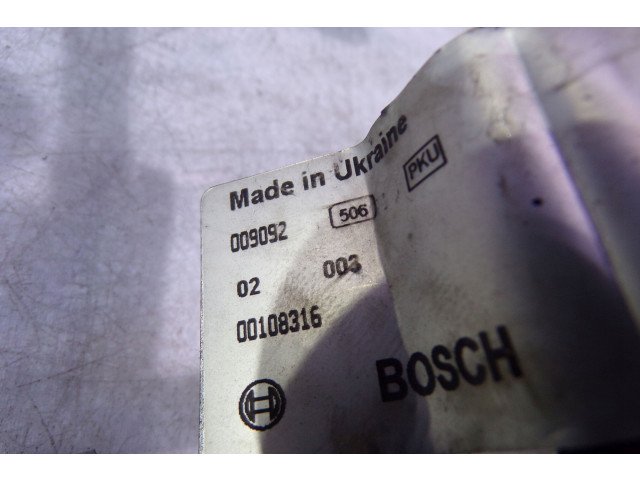 Made in Ukraine
009092 506 PKU
02 003
00108316
BOSCH